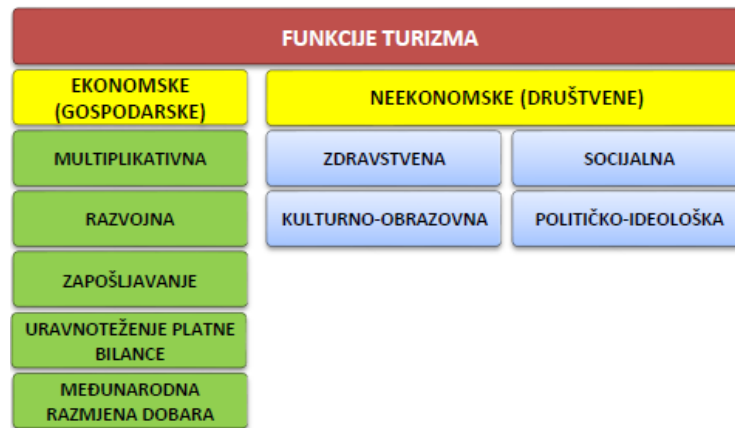 FUNKCIJE TURIZMA
EKONOMSKE
(GOSPODARSKE)
NEEKONOMSKE (DRUŠTVENE)
MULTIPLIKATIVNA
ZDRAVSTVENA
SOCIJALNA
RAZVOJNA
KULTURNO-OBRAZOVNA
POLITIČKO-IDEOLOŠKA
ZAPOŠLJAVANJE
URAVNOTEŽENJE PLATNE
BILANCE
MEĐUNARODNA
RAZMJENA DOBARA